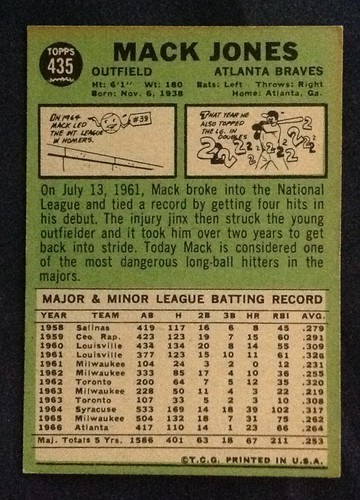 TOPPS
435
MACK JONES
OUTFIELD ATLANTA BRAVES
Ht: 6'1" Wt: 180 Bats: Left Throws: Right
Born: Nov. 6, 1938 Home: Atlanta, Ga.
IN 1964
MACK LED
THE INT. LEAGUE
IN HOMERS.
#39
THAT YEAR HE
ALSO TOPPED
THE LG. IN
DOUBLES
2 2 2 2 2 2 2 2 2
On July 13, 1961, Mack broke into the National
League and tied a record by getting four hits in
his debut. The injury jinx then struck the young
outfielder and it took him over two years to get
back into stride. Today Mack is considered one
of the most dangerous long-ball hitters in the
majors.
MAJOR & MINOR LEAGUE BATTING RECORD
YEAR TEAM AB H 2B 3B HR RBI AVG.
1958 Salinas 419 117 16 6 8 45 .279
1959 Ced. Rap. 423 123 19 7 15 60 .291
1960 Louisville 434 134 20 8 14 55 .309
1961 Louisville 377 123 15 10 11 61 .326
1961 Milwaukee 104 24 3 2 0 12 .231
1962 Milwaukee 333 85 17 4 10 36 .255
1962 Toronto 200 64 7 5 12 35 .320
1963 Milwaukee 228 50 11 4 3 22 .219
1963 Toronto 107 33 5 2 3 10 .308
1964 Syracuse 533 169 14 18 39 102 .317
1965 Milwaukee 504 132 18 7 31 75 .262
1966 Atlanta 417 110 14 1 23 66 .264
Maj. Totals 5 Yrs. 1586 401 63 18 67 211 .253
©T.C.G. PRINTED IN U.S.A.